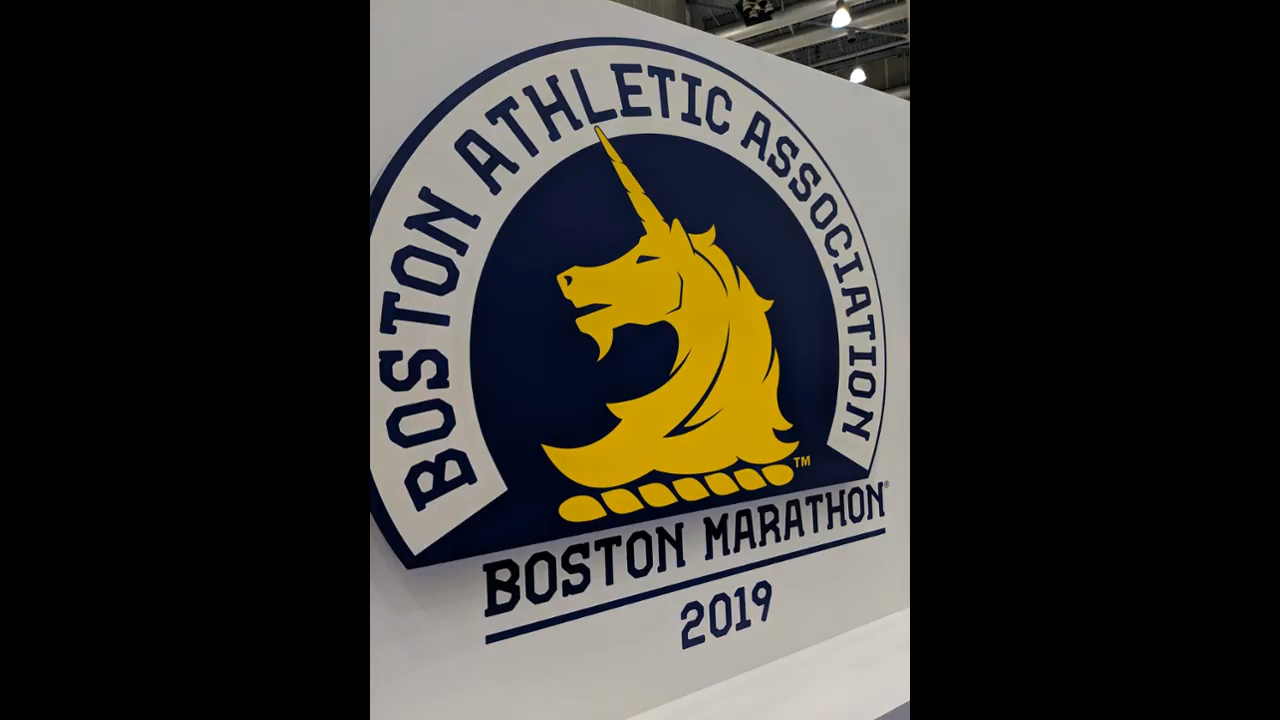 BOSTON ATHLETIC ASSOCIATION
TM
BOSTON MARATHON®
2019